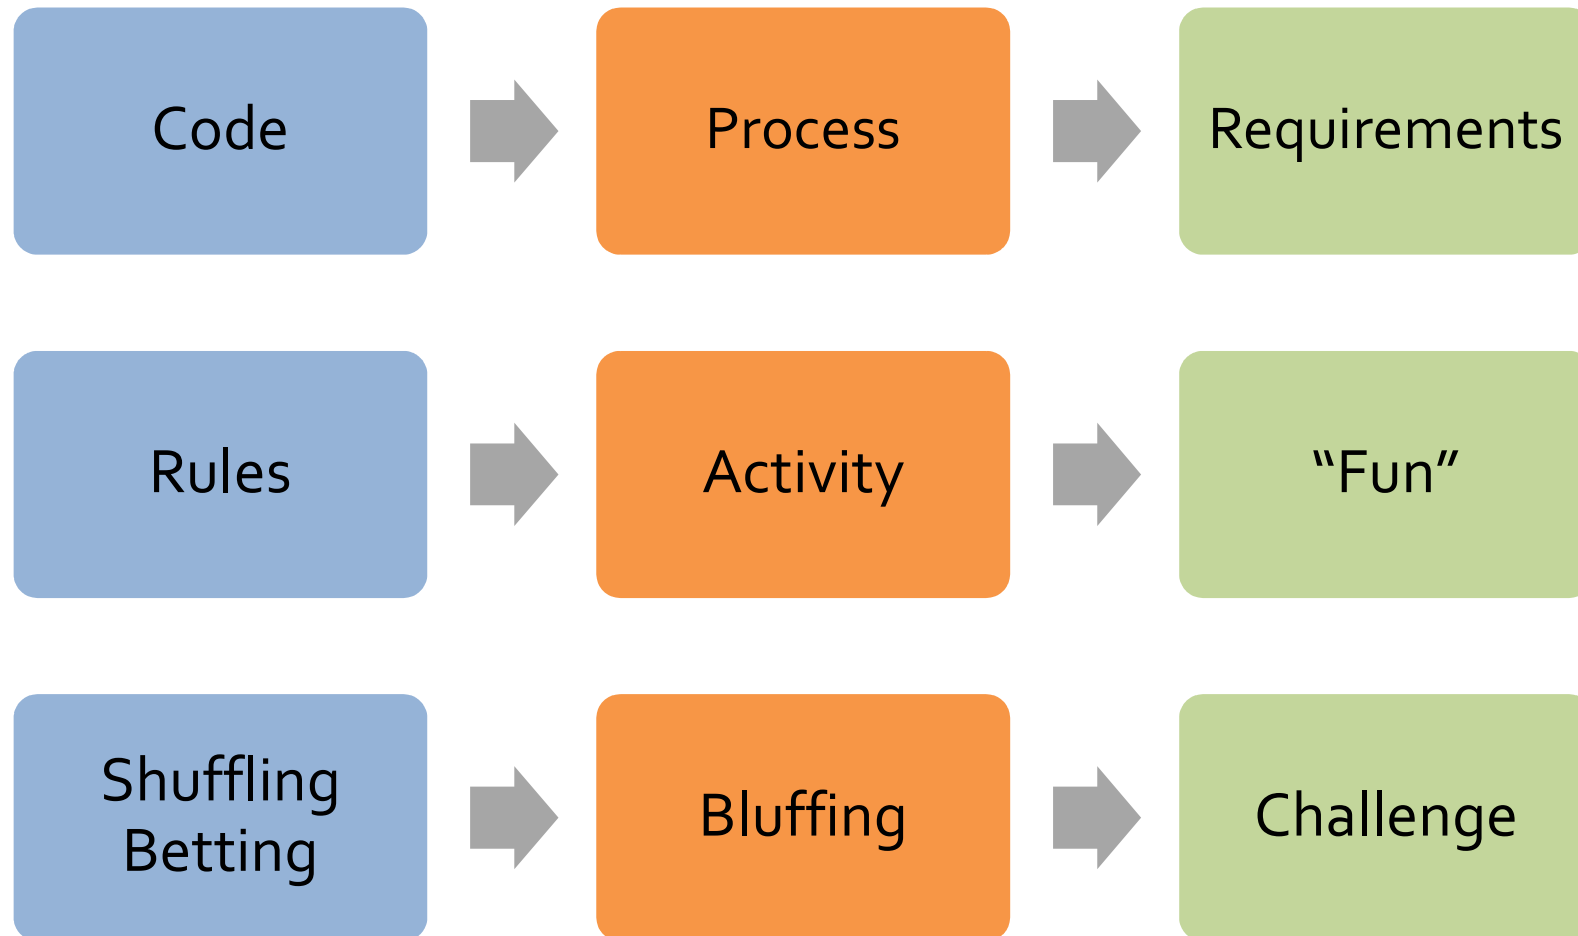 Code
Process
Requirements
Rules
Activity
“Fun”
Shuffling
Betting
Bluffing
Challenge